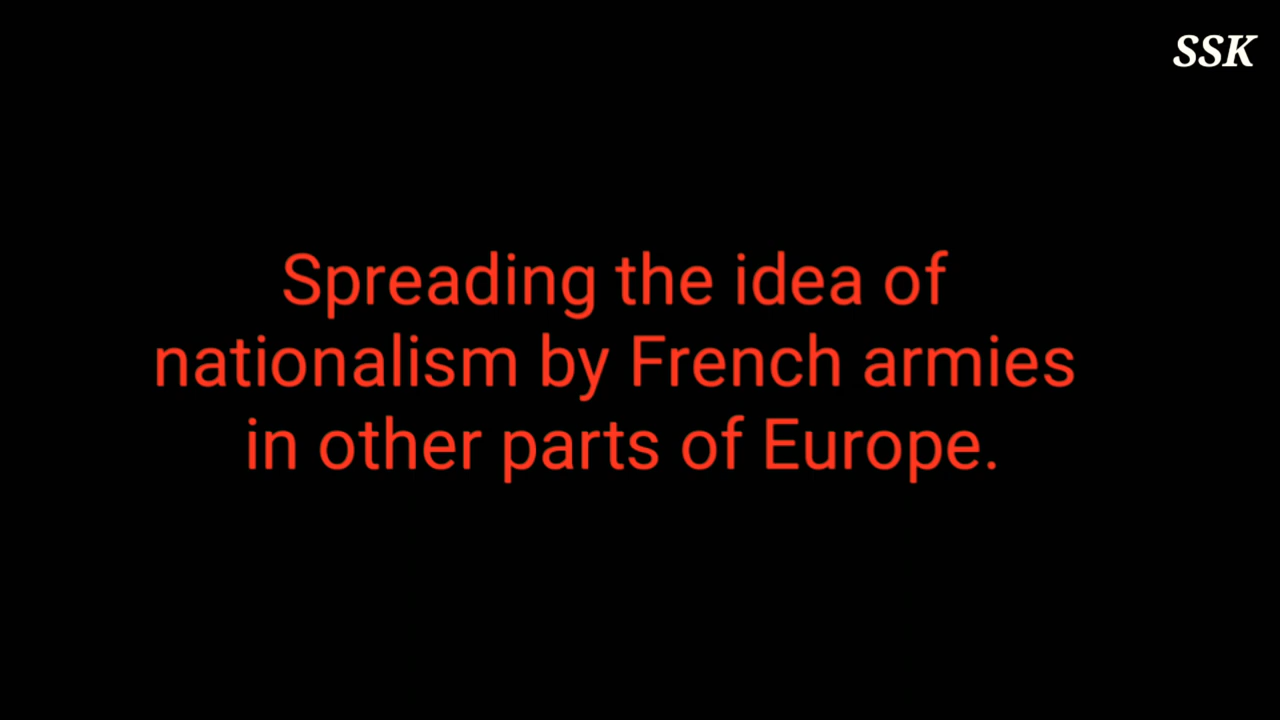 SSK
Spreading the idea of
nationalism by French armies
in other parts of Europe.